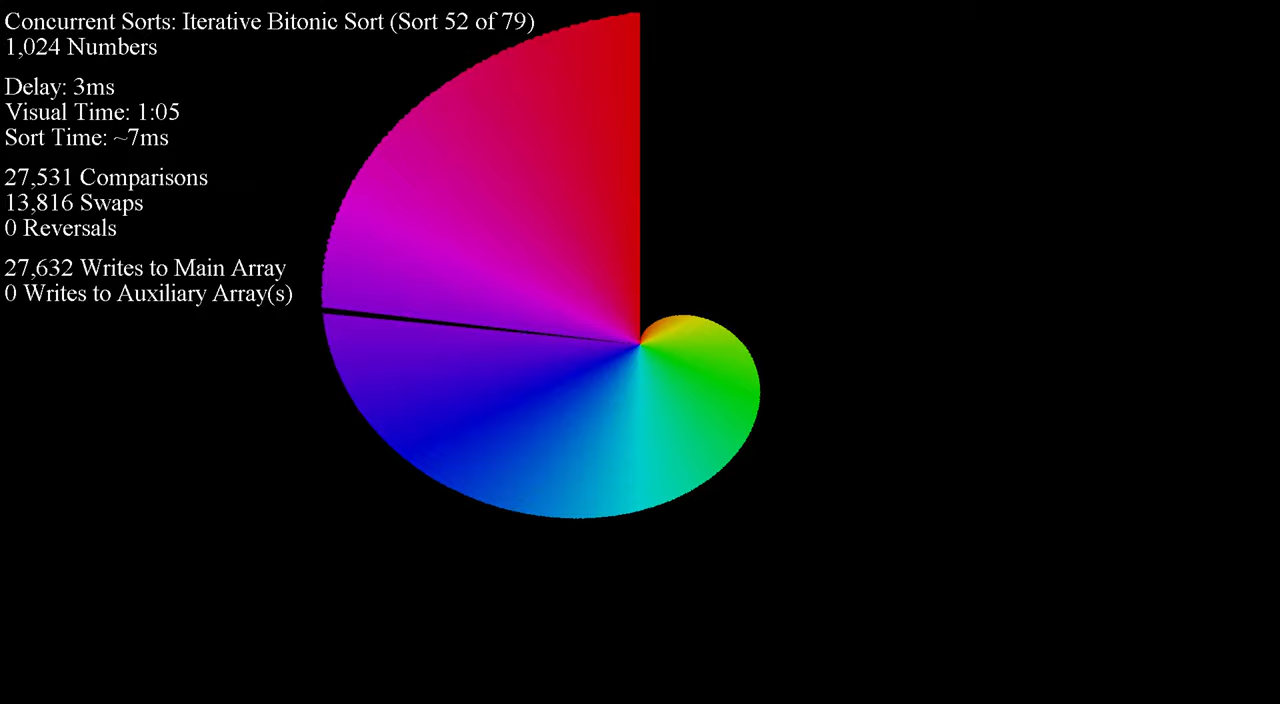 Concurrent Sorts: Iterative Bitonic Sort (Sort 52 of 79)
1,024 Numbers
Delay: 3ms
Visual Time: 1:05
Sort Time: ~7ms
27,531 Comparisons
13,816 Swaps
0 Reversals
27,632 Writes to Main Array
0 Writes to Auxiliary Array(s)